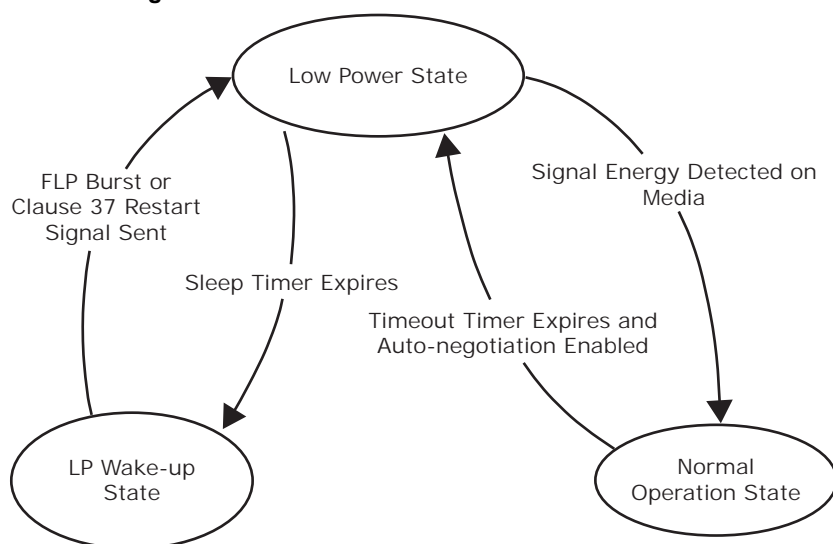 Low Power State
FLP Burst or
Clause 37 Restart
Signal Sent
Signal Energy Detected on
Media
Sleep Timer Expires
Timeout Timer Expires and
Auto-negotiation Enabled
LP Wake-up
State
Normal
Operation State